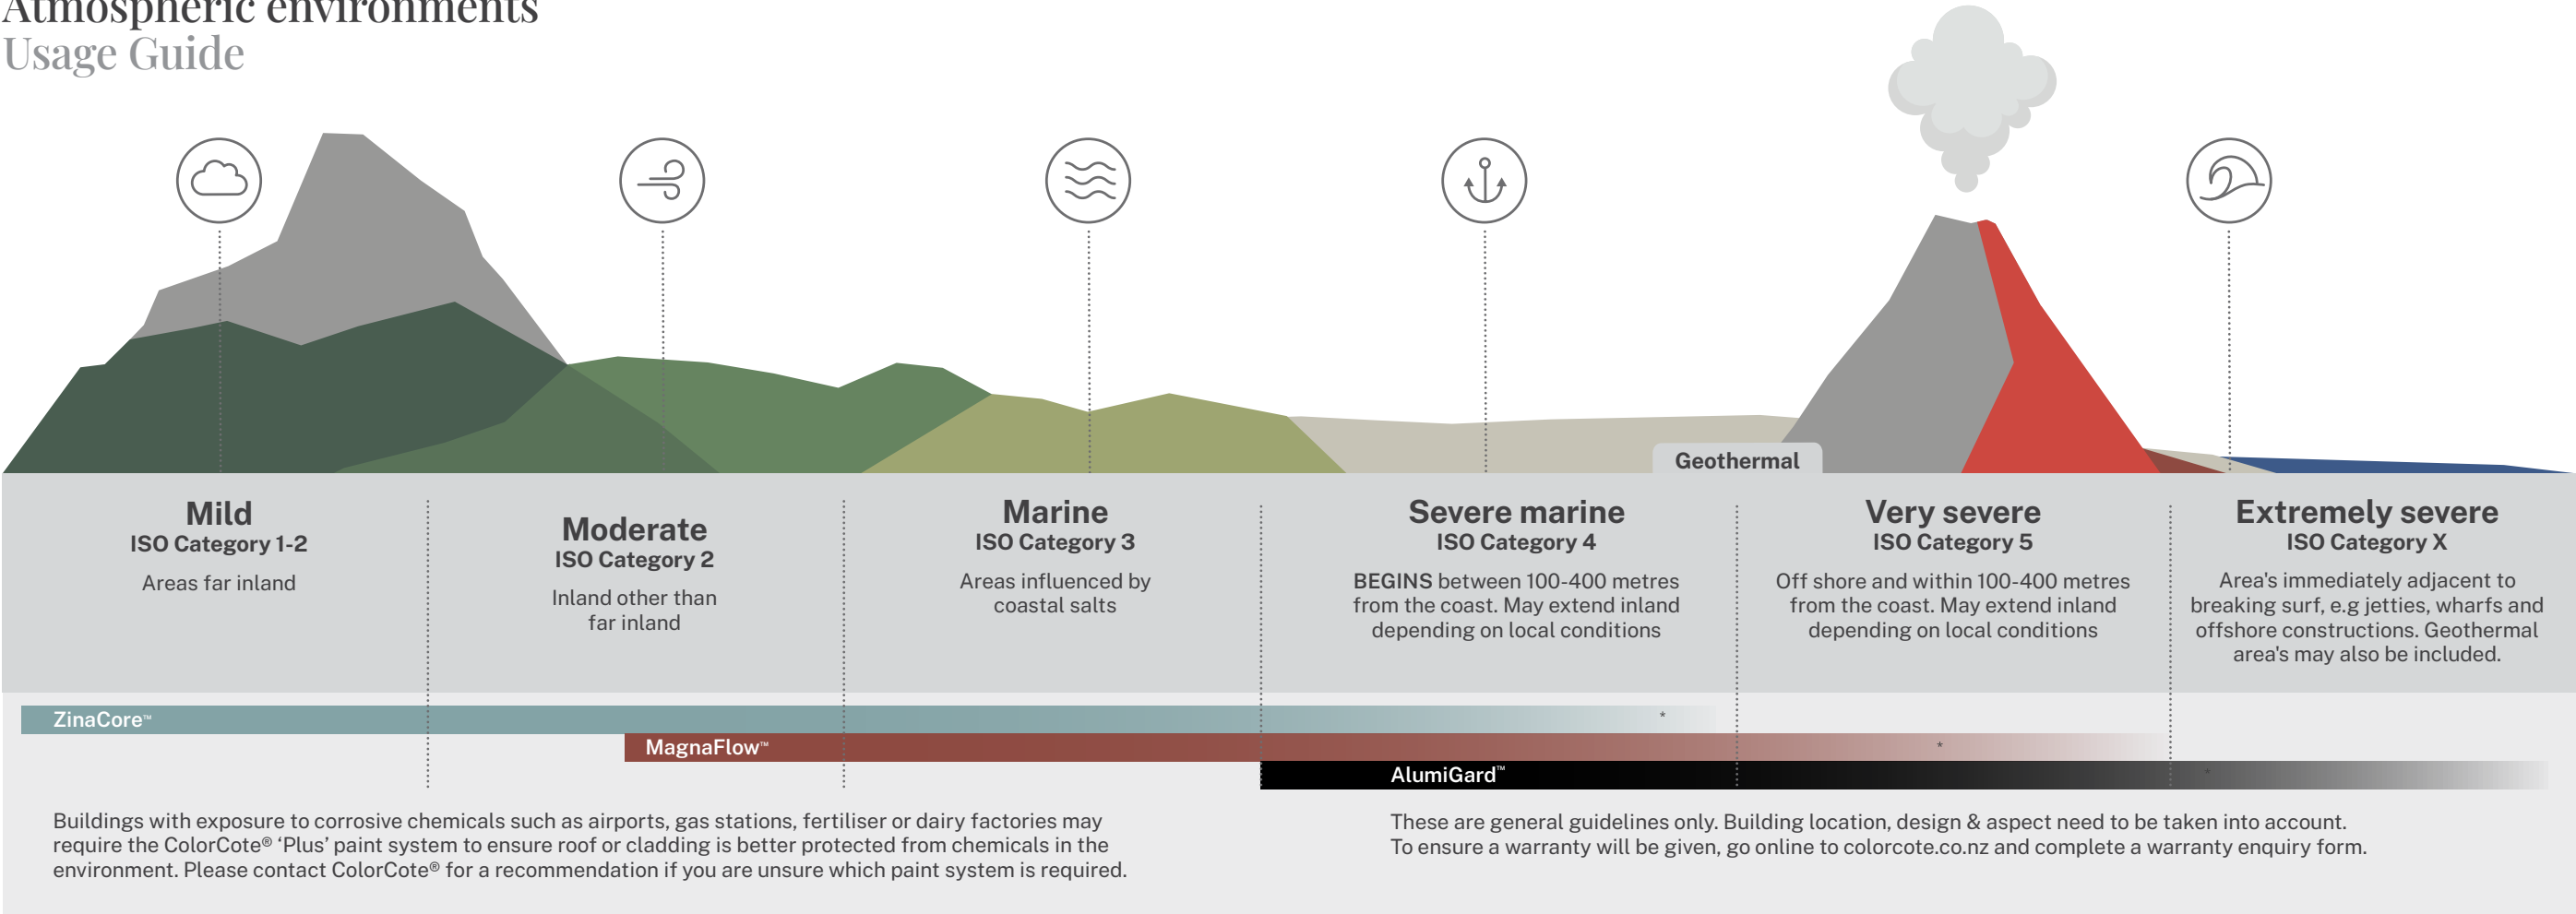 Atmospheric environments
Usage Guide
Geothermal
Mild
ISO Category 1-2
Areas far inland
Moderate
ISO Category 2
Inland other than
far inland
Marine
ISO Category 3
Areas influenced by
coastal salts
Severe marine
ISO Category 4
BEGINS between 100-400 metres
from the coast. May extend inland
depending on local conditions
Very severe
ISO Category 5
Off shore and within 100-400 metres
from the coast. May extend inland
depending on local conditions
Extremely severe
ISO Category X
Area's immediately adjacent to
breaking surf, e.g jetties, wharfs and
offshore constructions. Geothermal
area's may also be included.
ZinaCore™ *
MagnaFlow™ *
AlumiGard™ *
Buildings with exposure to corrosive chemicals such as airports, gas stations, fertiliser or dairy factories may
require the ColorCote® ‘Plus’ paint system to ensure roof or cladding is better protected from chemicals in the
environment. Please contact ColorCote® for a recommendation if you are unsure which paint system is required.
These are general guidelines only. Building location, design & aspect need to be taken into account.
To ensure a warranty will be given, go online to colorcote.co.nz and complete a warranty enquiry form.